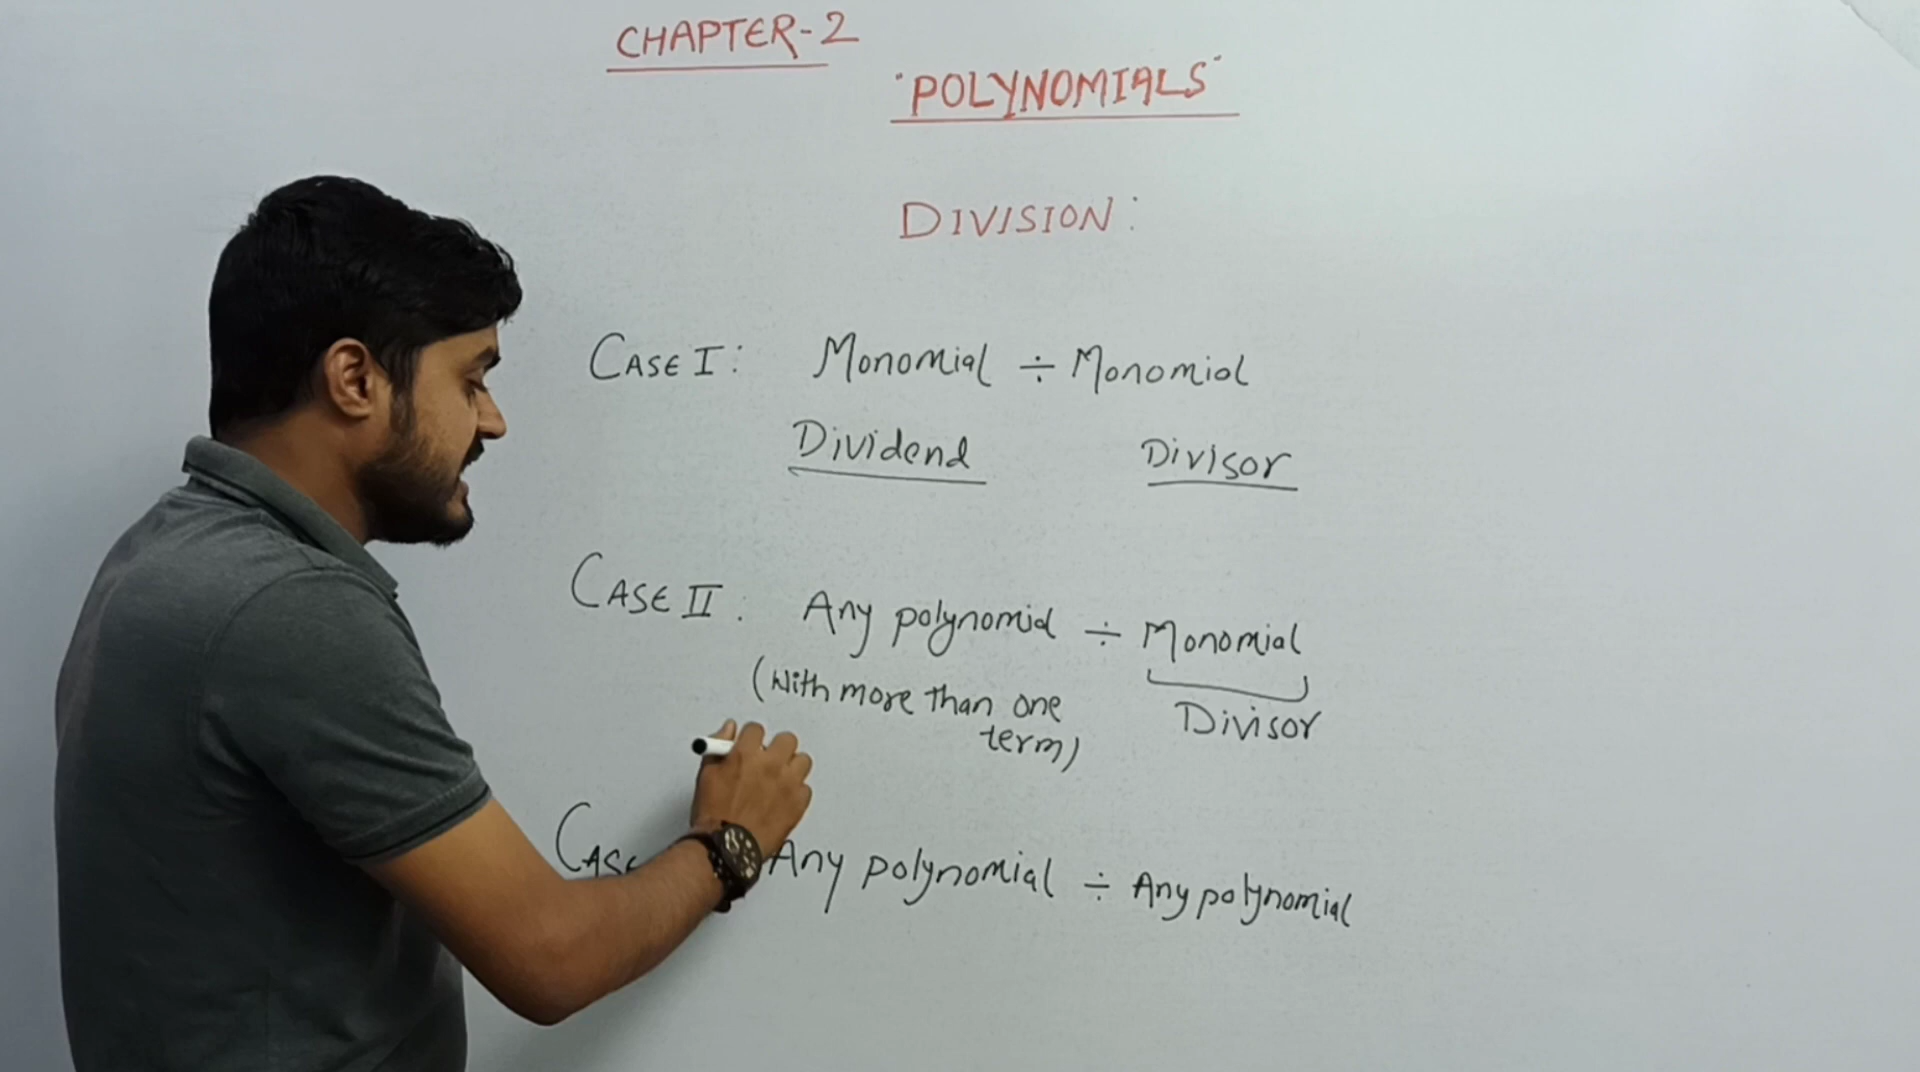 CHAPTER-2
"POLYNOMIALS"
DIVISION:
CASE I: Monomial ÷ Monomial
Dividend Divisor
CASE II: Any polynomial ÷ Monomial
(With more than one
term) Divisor
Any polynomial ÷ Any polynomial